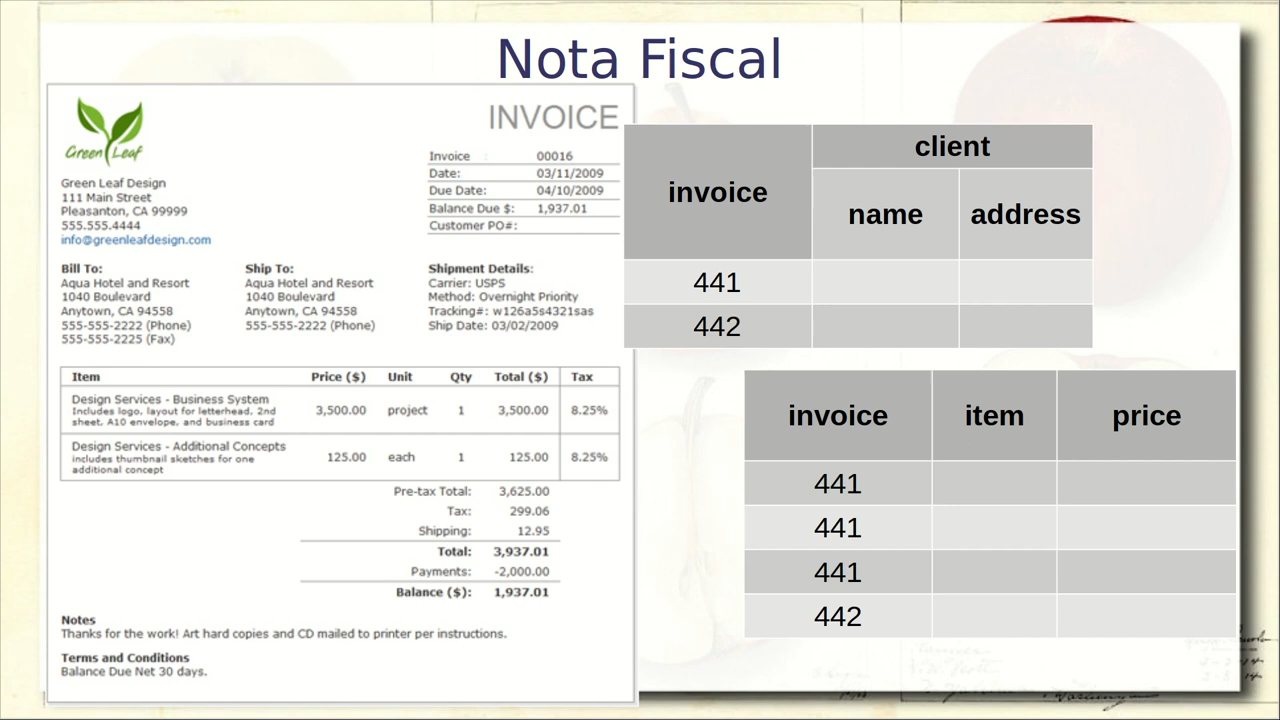 Nota Fiscal
Green Leaf
INVOICE
Invoice : 00016
Date: 03/11/2009
Due Date: 04/10/2009
Balance Due $: 1,937.01
Customer PO#:
Green Leaf Design
111 Main Street
Pleasanton, CA 99999
555.555.4444
info@greenleafdesign.com
Bill To:
Aqua Hotel and Resort
1040 Boulevard
Anytown, CA 94558
555-555-2222 (Phone)
555-555-2225 (Fax)
Ship To:
Aqua Hotel and Resort
1040 Boulevard
Anytown, CA 94558
555-555-2222 (Phone)
Shipment Details:
Carrier: USPS
Method: Overnight Priority
Tracking#: w126a5s4321sas
Ship Date: 03/02/2009
Item Price ($) Unit Qty Total ($) Tax
Design Services - Business System
Includes logo, layout for letterhead, 2nd
sheet, A10 envelope, and business card
3,500.00 project 1 3,500.00 8.25%
Design Services - Additional Concepts
includes thumbnail sketches for one
additional concept
125.00 each 1 125.00 8.25%
Pre-tax Total: 3,625.00
Tax: 299.06
Shipping: 12.95
Total: 3,937.01
Payments: -2,000.00
Balance ($): 1,937.01
Notes
Thanks for the work! Art hard copies and CD mailed to printer per instructions.
Terms and Conditions
Balance Due Net 30 days.
invoice client
name address
441
442
invoice item price
441
441
441
442